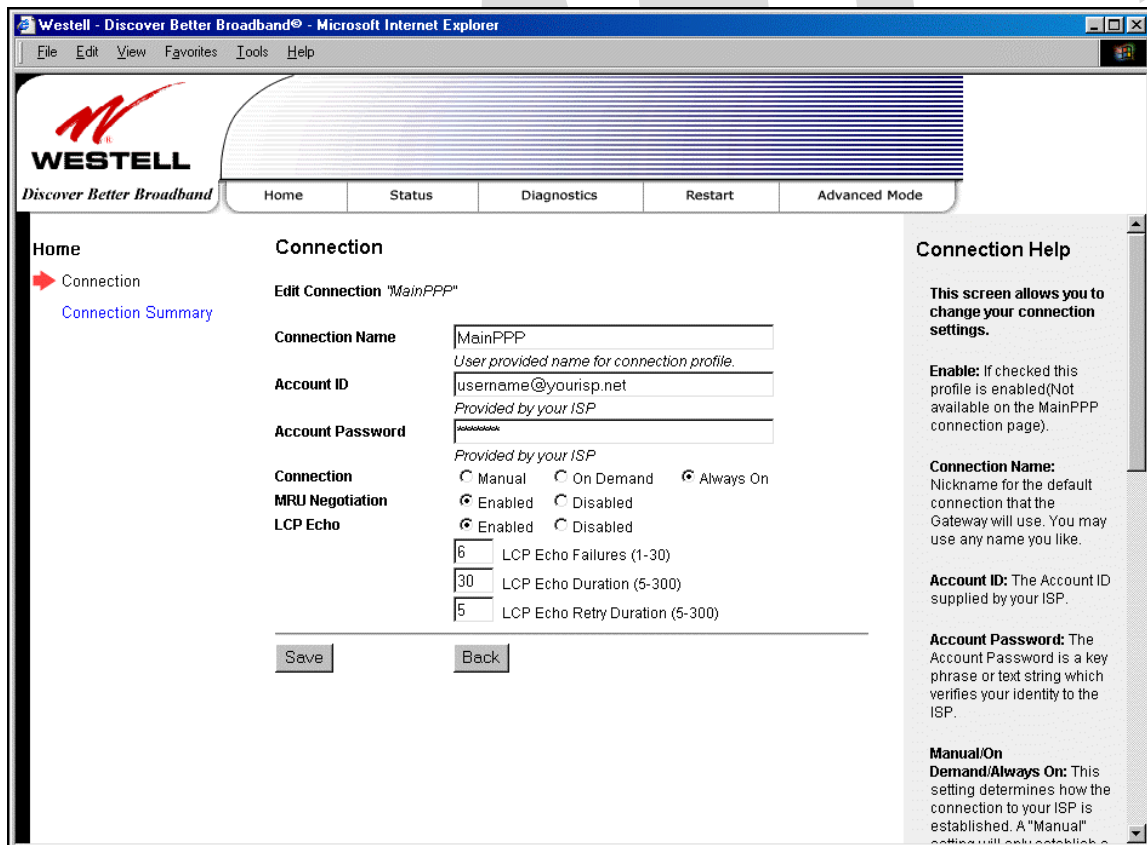 Westell - Discover Better Broadband® - Microsoft Internet Explorer
File Edit View Favorites Tools Help
WESTELL
Discover Better Broadband
Home Status Diagnostics Restart Advanced Mode
Home
Connection
Connection Summary
Connection
Edit Connection "MainPPP"
Connection Name MainPPP
User provided name for connection profile.
Account ID username@yourisp.net
Provided by your ISP
Account Password ********
Provided by your ISP
Connection Manual On Demand Always On
MRU Negotiation Enabled Disabled
LCP Echo Enabled Disabled
6 LCP Echo Failures (1-30)
30 LCP Echo Duration (5-300)
5 LCP Echo Retry Duration (5-300)
Save Back
Connection Help
This screen allows you to
change your connection
settings.
Enable: If checked this
profile is enabled(Not
available on the MainPPP
connection page).
Connection Name:
Nickname for the default
connection that the
Gateway will use. You may
use any name you like.
Account ID: The Account ID
supplied by your ISP.
Account Password: The
Account Password is a key
phrase or text string which
verifies your identity to the
ISP.
Manual/On
Demand/Always On: This
setting determines how the
connection to your ISP is
established. A "Manual"
setting will only establish a